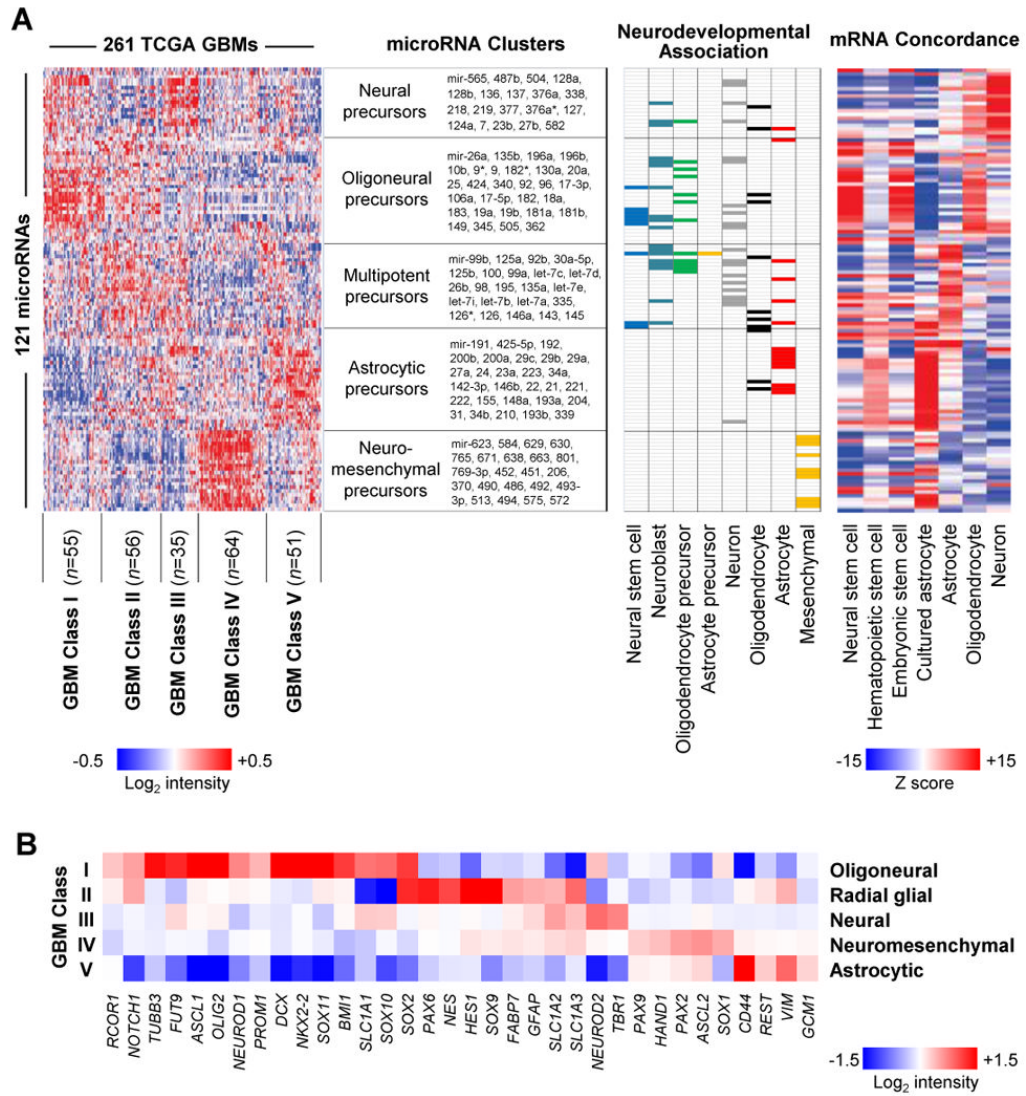 A
261 TCGA GBMs
microRNA Clusters
Neurodevelopmental
Association
mRNA Concordance
121 microRNAs
Neural
precursors
mir-565, 487b, 504, 128a,
128b, 136, 137, 376a, 338,
218, 219, 377, 376a*, 127,
124a, 7, 23b, 27b, 582
Oligoneural
precursors
mir-26a, 135b, 196a, 196b,
10b, 9*, 9, 182*, 130a, 20a,
25, 424, 340, 92, 96, 17-3p,
106a, 17-5p, 182, 18a,
183, 19a, 19b, 181a, 181b,
149, 345, 505, 362
Multipotent
precursors
mir-99b, 125a, 92b, 30a-5p,
125b, 100, 99a, let-7c, let-7d,
26b, 98, 195, 135a, let-7e,
let-7i, let-7b, let-7a, 335,
126*, 126, 146a, 143, 145
Astrocytic
precursors
mir-191, 425-5p, 192,
200b, 200a, 29c, 29b, 29a,
27a, 24, 23a, 223, 34a,
142-3p, 146b, 22, 21, 221,
222, 155, 148a, 193a, 204,
31, 34b, 210, 193b, 339
Neuro-
mesenchymal
precursors
mir-623, 584, 629, 630,
765, 671, 638, 663, 801,
769-3p, 452, 451, 206,
370, 490, 486, 492, 493-
3p, 513, 494, 575, 572
GBM Class I (n=55)
GBM Class II (n=56)
GBM Class III (n=35)
GBM Class IV (n=64)
GBM Class V (n=51)
Neural stem cell
Neuroblast
Oligodendrocyte precursor
Astrocyte precursor
Neuron
Oligodendrocyte
Astrocyte
Mesenchymal
Neural stem cell
Hematopoietic stem cell
Embryonic stem cell
Cultured astrocyte
Astrocyte
Oligodendrocyte
Neuron
-0.5 +0.5
Log2 intensity
-15 +15
Z score
B
GBM Class
I Oligoneural
II Radial glial
III Neural
IV Neuromesenchymal
V Astrocytic
RCOR1
NOTCH1
TUBB3
FUT9
ASCL1
OLIG2
NEUROD1
PROM1
DCX
NKX2-2
SOX11
BMI1
SLC1A1
SOX10
SOX2
PAX6
NES
HES1
SOX9
FABP7
GFAP
SLC1A2
SLC1A3
NEUROD2
TBR1
PAX9
HAND1
PAX2
ASCL2
SOX1
CD44
REST
VIM
GCM1
-1.5 +1.5
Log2 intensity